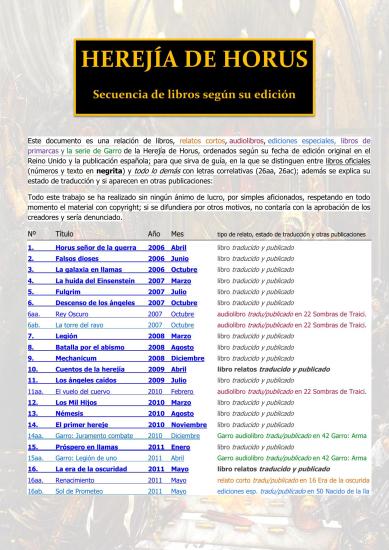 HEREJÍA DE HORUS
Secuencia de libros según su edición
Este documento es una relación de libros, relatos cortos, audiolibros, ediciones especiales, libros de
primarcas y la serie de Garro de la Herejía de Horus, ordenados según su fecha de edición original en el
Reino Unido y la publicación española; para que sirva de guía, en la que se distinguen entre libros oficiales
(números y texto en negrita) y todo lo demás con letras correlativas (26aa, 26ac); además se explica su
estado de traducción y si aparecen en otras publicaciones:
Todo este trabajo se ha realizado sin ningún ánimo de lucro, por simples aficionados, respetando en todo
momento el material con copyright; si se difundiera por otros motivos, no contaría con la aprobación de los
creadores y sería denunciado.
Nº Título Año Mes tipo de relato, estado de traducción y otras publicaciones
1. Horus señor de la guerra 2006 Abril libro traducido y publicado
2. Falsos dioses 2006 Junio libro traducido y publicado
3. La galaxia en llamas 2006 Octubre libro traducido y publicado
4. La huida del Einsenstein 2007 Marzo libro traducido y publicado
5. Fulgrim 2007 Julio libro traducido y publicado
6. Descenso de los ángeles 2007 Octubre libro traducido y publicado
6aa. Rey Oscuro 2007 Octubre audiolibro tradu/publicado en 22 Sombras de Traici.
6ab. La torre del rayo 2007 Octubre audiolibro tradu/publicado en 22 Sombras de Traici.
7. Legión 2008 Marzo libro traducido y publicado
8. Batalla por el abismo 2008 Agosto libro traducido y publicado
9. Mechanicum 2008 Diciembre libro traducido y publicado
10. Cuentos de la herejía 2009 Abril libro relatos traducido y publicado
11. Los ángeles caídos 2009 Julio libro traducido y publicado
11aa. El vuelo del cuervo 2010 Febrero audiolibro tradu/publicado en 22 Sombras de Traici.
12. Los Mil Hijos 2010 Marzo libro traducido y publicado
13. Némesis 2010 Agosto libro traducido y publicado
14. El primer hereje 2010 Noviembre libro traducido y publicado
14aa. Garro: Juramento combate 2010 Diciembre Garro audiolibro tradu/publicado en 42 Garro: Arma
15. Próspero en llamas 2011 Enero libro traducido y publicado
15aa. Garro: Legión de uno 2011 Abril Garro audiolibro tradu/publicado en 42 Garro: Arma
16. La era de la oscuridad 2011 Mayo libro relatos traducido y publicado
16aa. Renacimiento 2011 Mayo relato corto tradu/publicado en 16 Era de la oscurida
16ab. Sol de Prometeo 2011 Mayo ediciones esp. tradu/publicado en 50 Nacido de la lla